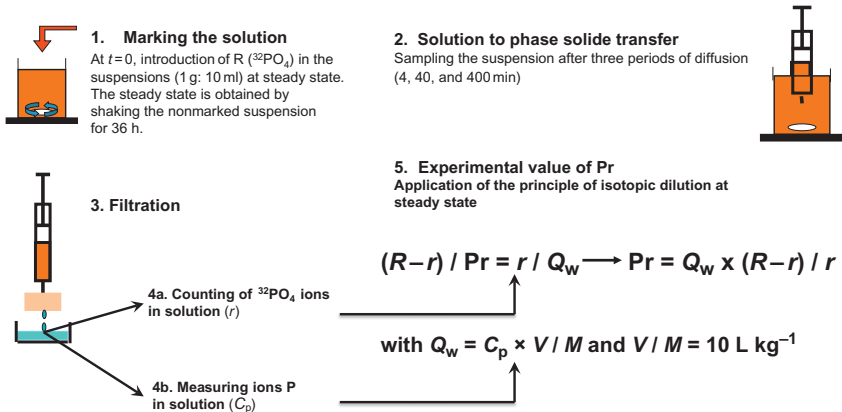 1. Marking the solution
At t=0, introduction of R (³²PO₄) in the
suspensions (1 g: 10 ml) at steady state.
The steady state is obtained by
shaking the nonmarked suspension
for 36 h.
2. Solution to phase solide transfer
Sampling the suspension after three periods of diffusion
(4, 40, and 400 min)
3. Filtration
4a. Counting of ³²PO₄ ions
in solution (r)
4b. Measuring ions P
in solution (Cₚ)
5. Experimental value of Pr
Application of the principle of isotopic dilution at
steady state
(R–r) / Pr = r / Q_w ⟶ Pr = Q_w x (R–r) / r
with Q_w = Cₚ × V / M and V / M = 10 L kg⁻¹